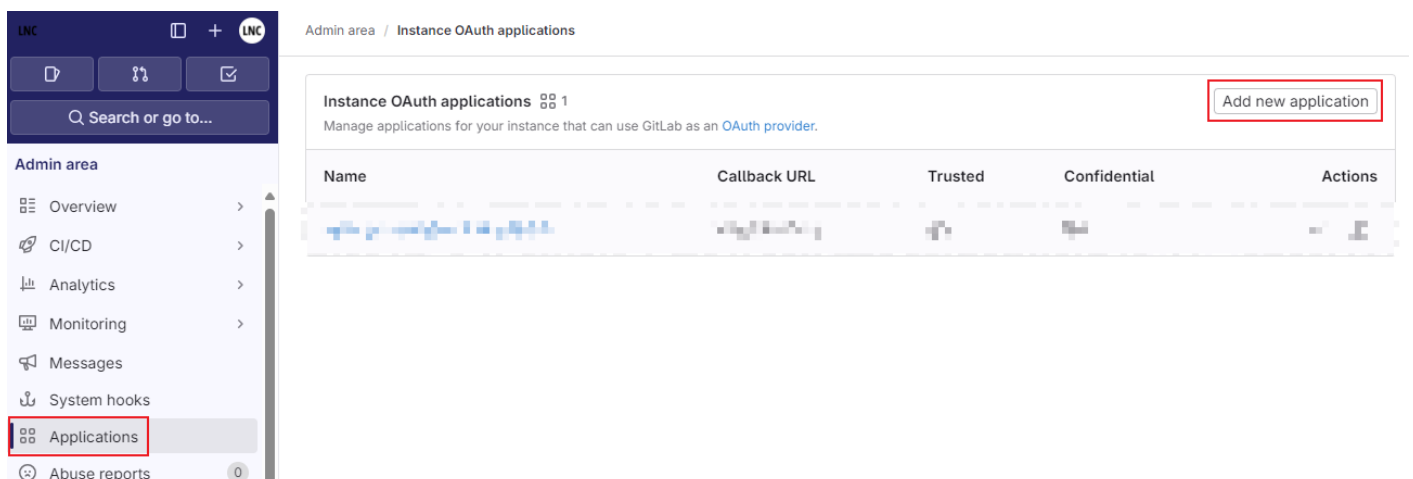 LNC LNC
Search or go to...
Admin area
Overview
CI/CD
Analytics
Monitoring
Messages
System hooks
Applications
Abuse reports 0
Admin area / Instance OAuth applications
Instance OAuth applications 1
Add new application
Manage applications for your instance that can use GitLab as an OAuth provider.
Name Callback URL Trusted Confidential Actions